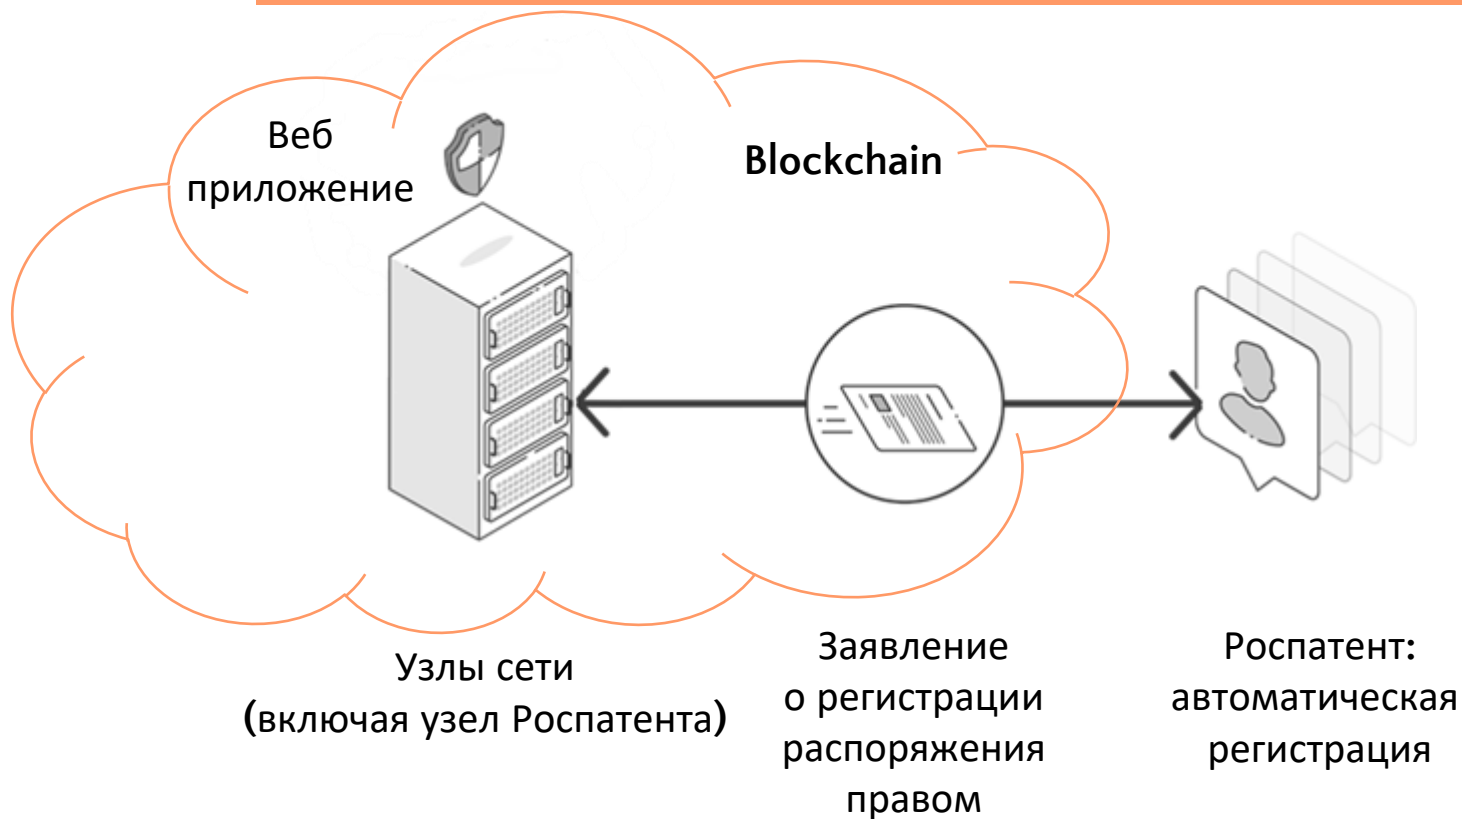 Веб
приложение
Blockchain
Узлы сети
(включая узел Роспатента)
Заявление
о регистрации
распоряжения
правом
Роспатент:
автоматическая
регистрация